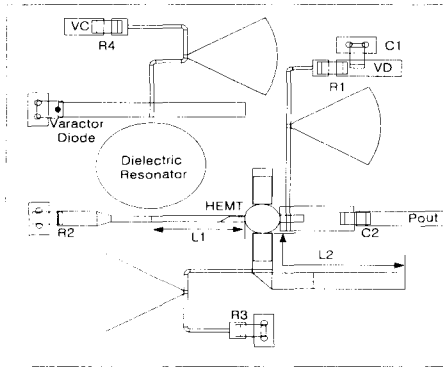 VC
R4
C1
VD
R1
Varactor
Diode
Dielectric
Resonator
HEMT
Pout
R2
L1
C2
L2
R3